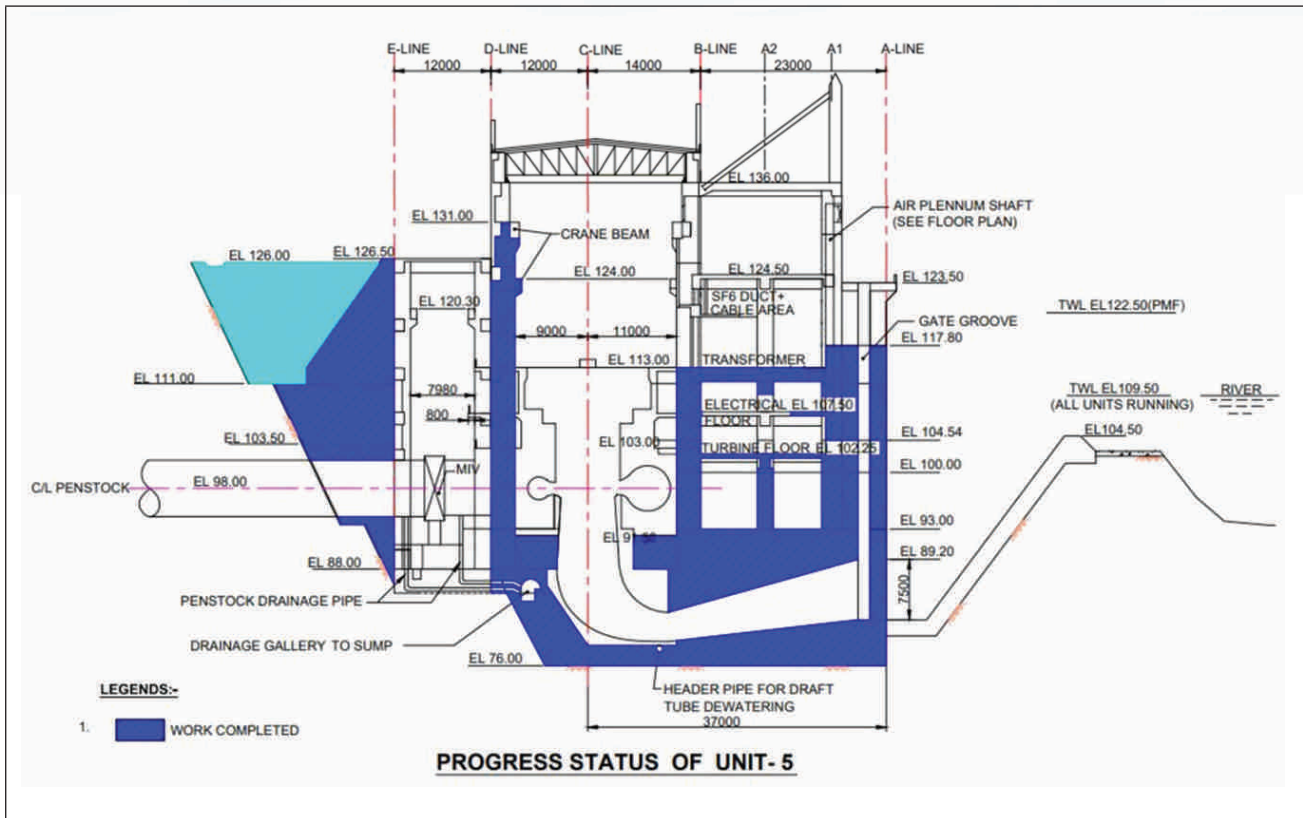 E-LINE D-LINE C-LINE B-LINE A2 A1 A-LINE
12000 12000 14000 23000
EL 136.00
AIR PLENNUM SHAFT
(SEE FLOOR PLAN)
EL 131.00
CRANE BEAM
EL 126.00 EL 126.50
EL 124.00 EL 124.50 EL 123.50
SF6 DUCT+
CABLE AREA
EL 120.30
TWL EL122.50(PMF)
GATE GROOVE
9000 11000
EL 117.80
EL 113.00 TRANSFORMER
EL 111.00
7980
TWL EL109.50 RIVER
(ALL UNITS RUNNING)
800
ELECTRICAL EL 107.50
FLOOR
EL 103.50
EL 103.00
TURBINE FLOOR EL 102.25
EL 104.54
EL104.50
MIV
EL 100.00
C/L PENSTOCK
EL 98.00
EL 93.00
EL 88.00
EL 89.20
7500
PENSTOCK DRAINAGE PIPE
DRAINAGE GALLERY TO SUMP
EL 76.00
HEADER PIPE FOR DRAFT
TUBE DEWATERING
37000
LEGENDS:-
1. WORK COMPLETED
PROGRESS STATUS OF UNIT- 5